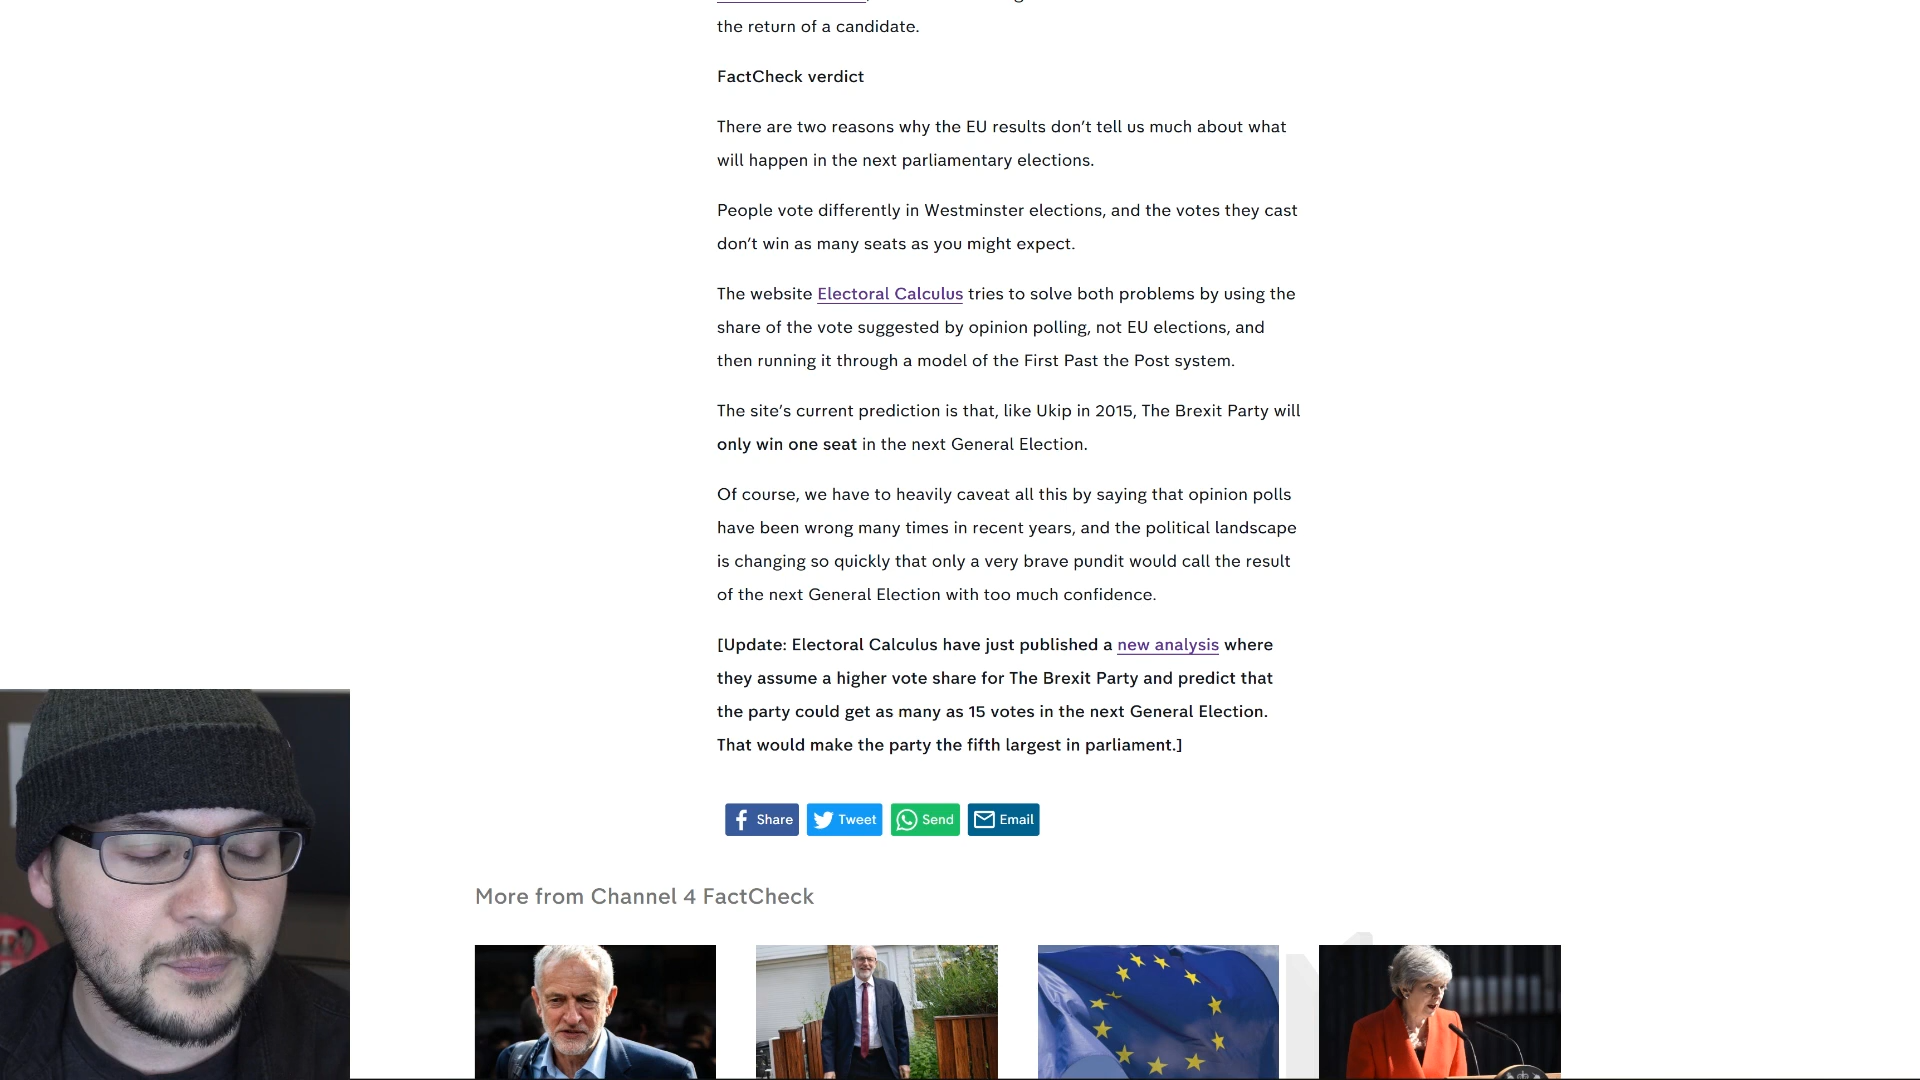 the return of a candidate.
FactCheck verdict
There are two reasons why the EU results don’t tell us much about what
will happen in the next parliamentary elections.
People vote differently in Westminster elections, and the votes they cast
don’t win as many seats as you might expect.
The website Electoral Calculus tries to solve both problems by using the
share of the vote suggested by opinion polling, not EU elections, and
then running it through a model of the First Past the Post system.
The site’s current prediction is that, like Ukip in 2015, The Brexit Party will
only win one seat in the next General Election.
Of course, we have to heavily caveat all this by saying that opinion polls
have been wrong many times in recent years, and the political landscape
is changing so quickly that only a very brave pundit would call the result
of the next General Election with too much confidence.
[Update: Electoral Calculus have just published a new analysis where
they assume a higher vote share for The Brexit Party and predict that
the party could get as many as 15 votes in the next General Election.
That would make the party the fifth largest in parliament.]
Share Tweet Send Email
More from Channel 4 FactCheck